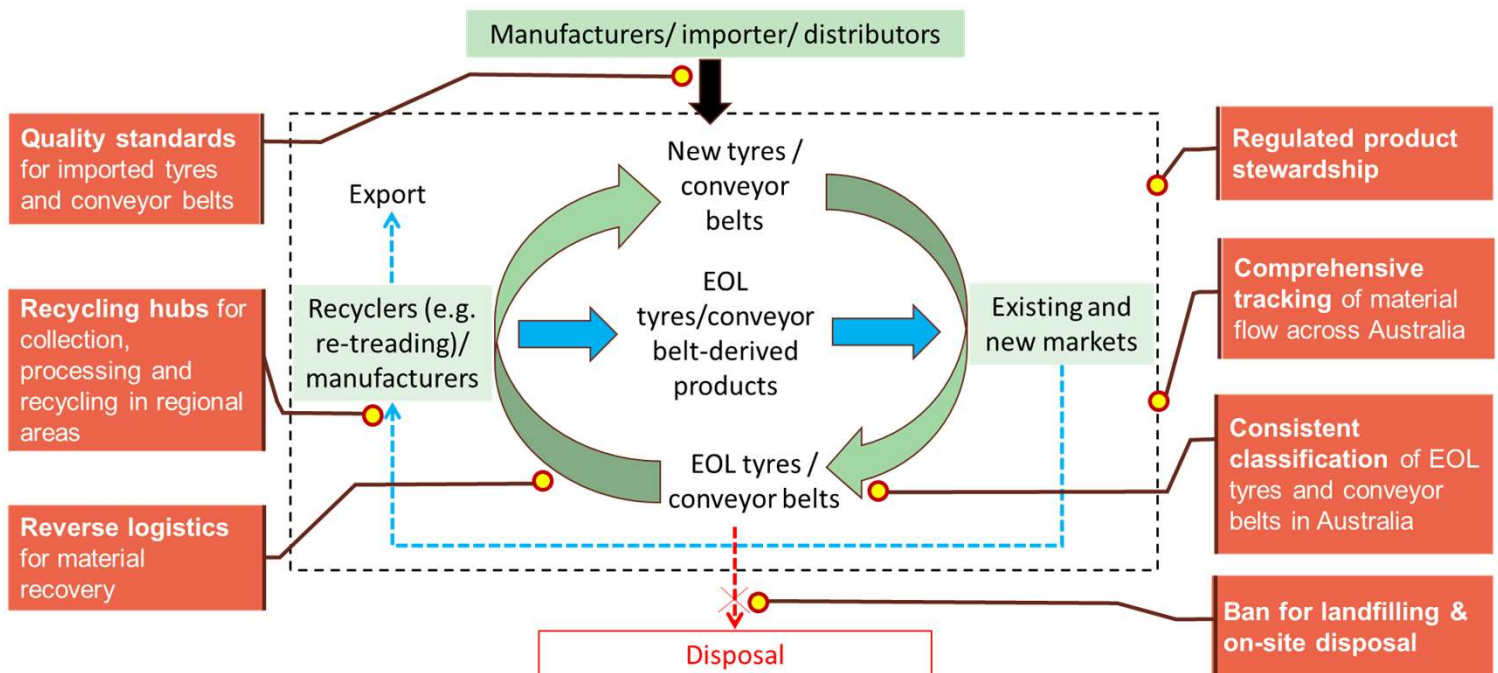 Manufacturers/ importer/ distributors
Quality standards
for imported tyres
and conveyor belts
Recycling hubs for
collection,
processing and
recycling in regional
areas
Reverse logistics
for material
recovery
Export
Recyclers (e.g.
re-treading)/
manufacturers
New tyres /
conveyor
belts
EOL
tyres/conveyor
belt-derived
products
EOL tyres /
conveyor belts
Existing and
new markets
Disposal
Regulated product
stewardship
Comprehensive
tracking of material
flow across Australia
Consistent
classification of EOL
tyres and conveyor
belts in Australia
Ban for landfilling &
on-site disposal